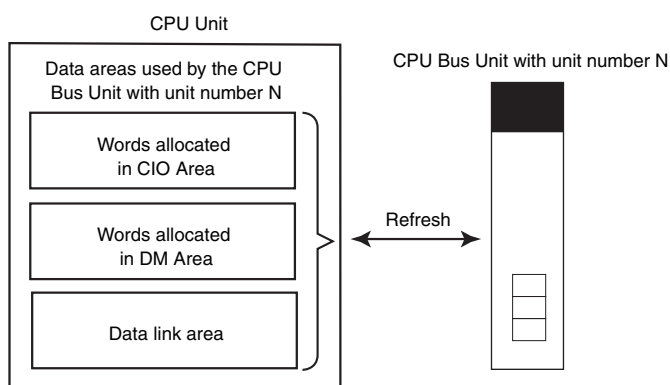 CPU Unit
Data areas used by the CPU
Bus Unit with unit number N
Words allocated
in CIO Area
Words allocated
in DM Area
Data link area
Refresh
CPU Bus Unit with unit number N